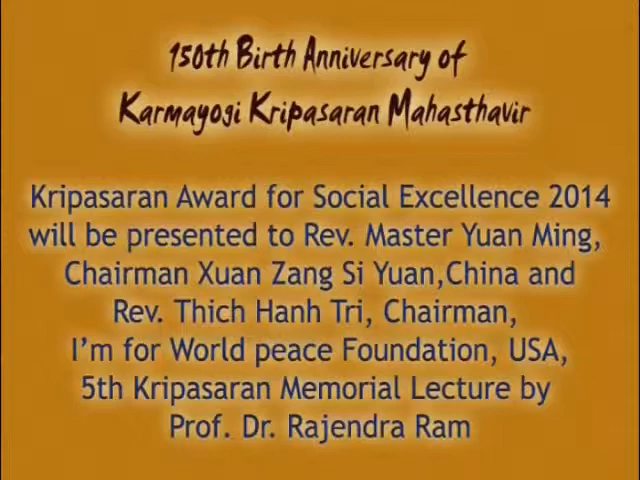 150th Birth Anniversary of
Karmayogi Kripasaran Mahasthavir
Kripasaran Award for Social Excellence 2014
will be presented to Rev. Master Yuan Ming,
Chairman Xuan Zang Si Yuan,China and
Rev. Thich Hanh Tri, Chairman,
I'm for World peace Foundation, USA,
5th Kripasaran Memorial Lecture by
Prof. Dr. Rajendra Ram